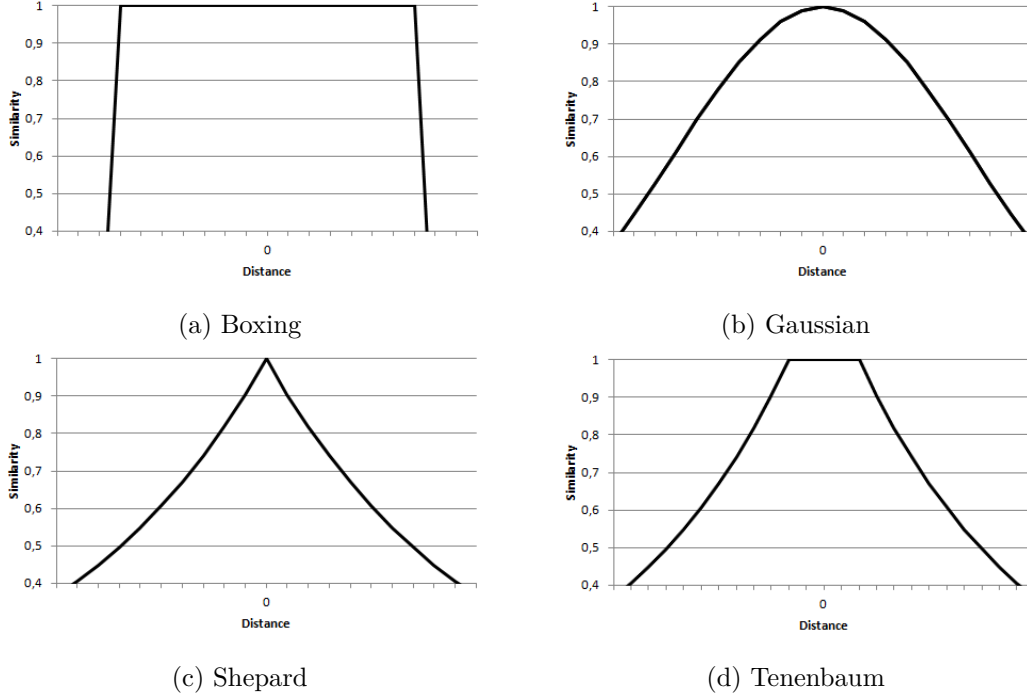 1
0,9
0,8
0,7
0,6
0,5
0,4
Similarity
0
Distance
(a) Boxing
1
0,9
0,8
0,7
0,6
0,5
0,4
Similarity
0
Distance
(b) Gaussian
1
0,9
0,8
0,7
0,6
0,5
0,4
Similarity
0
Distance
(c) Shepard
1
0,9
0,8
0,7
0,6
0,5
0,4
Similarity
0
Distance
(d) Tenenbaum